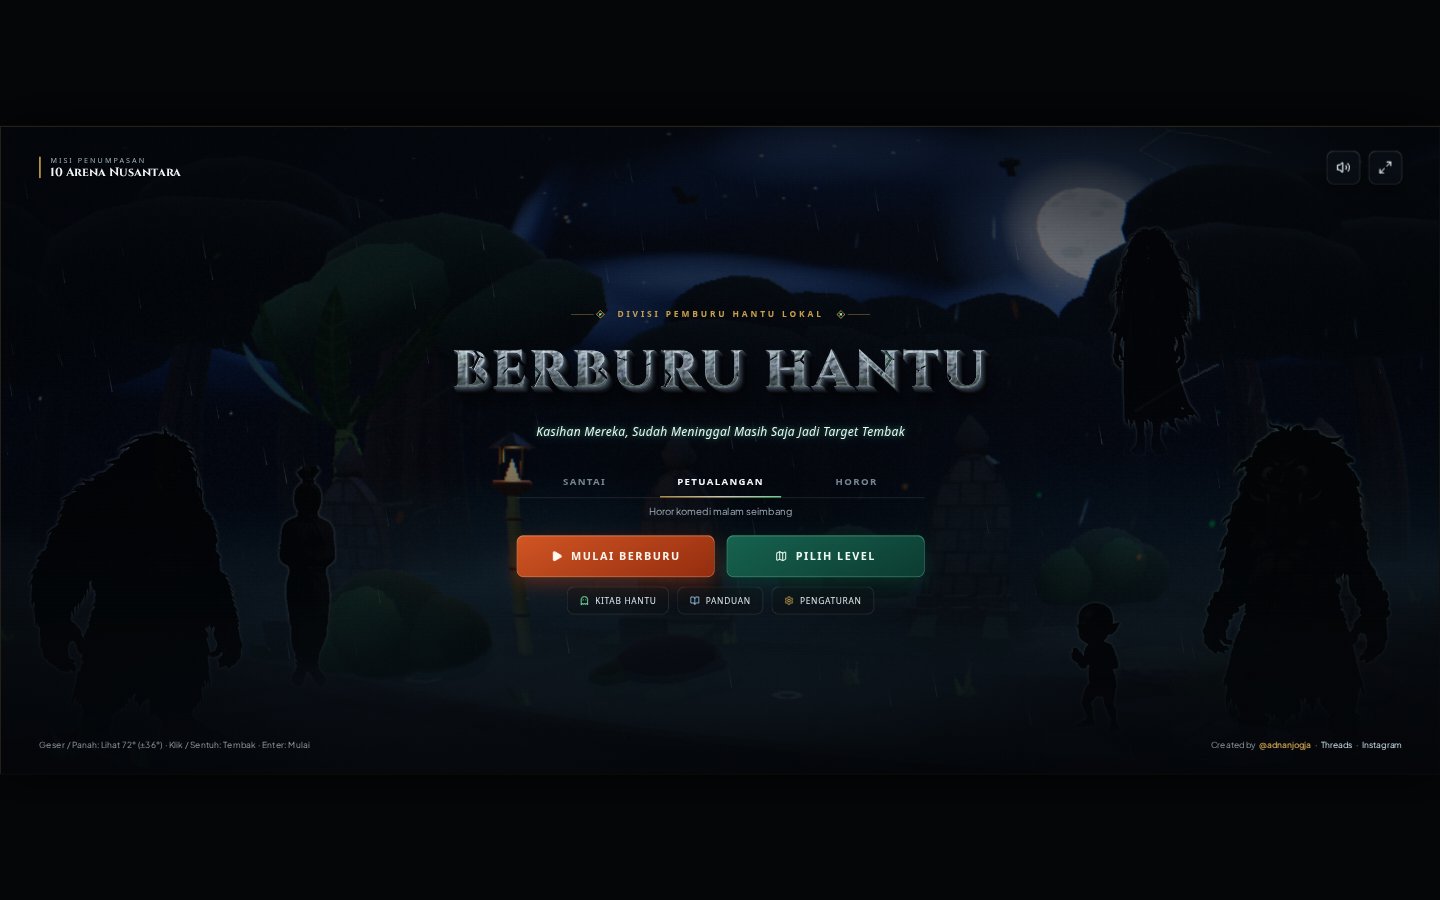 MISI PENUMPASAN
10 ARENA NUSANTARA
DIVISI PEMBURU HANTU LOKAL
BERBURU HANTU
Kasihan Mereka, Sudah Meninggal Masih Saja Jadi Target Tembak
SANTAI PETUALANGAN HOROR
Horor komedi malam seimbang
MULAI BERBURU PILIH LEVEL
KITAB HANTU PANDUAN PENGATURAN
Geser / Panah: Lihat 72° (±36°) · Klik / Sentuh: Tembak · Enter: Mulai
Created by @adnanjogja · Threads · Instagram